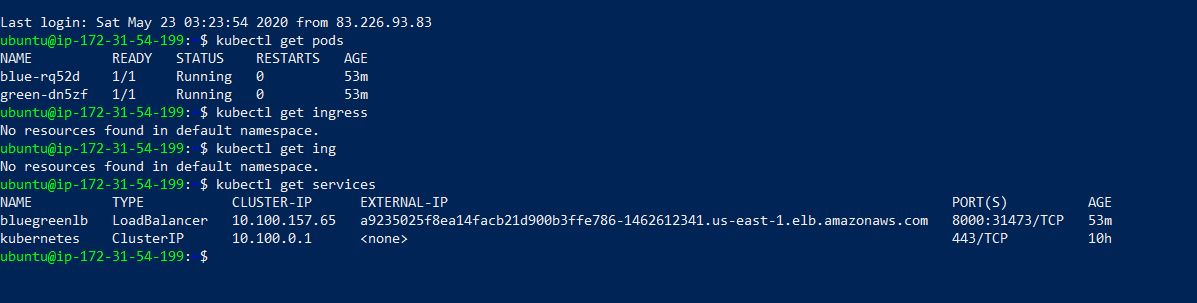 Last login: Sat May 23 03:23:54 2020 from 83.226.93.83
ubuntu@ip-172-31-54-199: $ kubectl get pods
NAME          READY   STATUS    RESTARTS   AGE
blue-rq52d    1/1     Running   0          53m
green-dn5zf   1/1     Running   0          53m
ubuntu@ip-172-31-54-199: $ kubectl get ingress
No resources found in default namespace.
ubuntu@ip-172-31-54-199: $ kubectl get ing
No resources found in default namespace.
ubuntu@ip-172-31-54-199: $ kubectl get services
NAME          TYPE           CLUSTER-IP      EXTERNAL-IP                                                               PORT(S)          AGE
bluegreenlb   LoadBalancer   10.100.157.65   a9235025f8ea14facb21d900b3ffe786-1462612341.us-east-1.elb.amazonaws.com   8000:31473/TCP   53m
kubernetes    ClusterIP      10.100.0.1      <none>                                                                    443/TCP          10h
ubuntu@ip-172-31-54-199: $